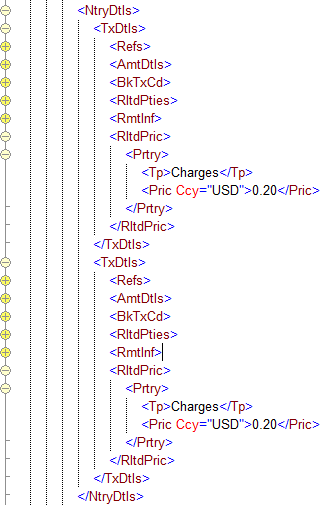 <NtryDtls>
<TxDtls>
<Refs>
<AmtDtls>
<BkTxCd>
<RltdPties>
<RmtInf>
<RltdPric>
<Prtry>
<Tp>Charges</Tp>
<Pric Ccy="USD">0.20</Pric>
</Prtry>
</RltdPric>
</TxDtls>
<TxDtls>
<Refs>
<AmtDtls>
<BkTxCd>
<RltdPties>
<RmtInf>
<RltdPric>
<Prtry>
<Tp>Charges</Tp>
<Pric Ccy="USD">0.20</Pric>
</Prtry>
</RltdPric>
</TxDtls>
</NtryDtls>